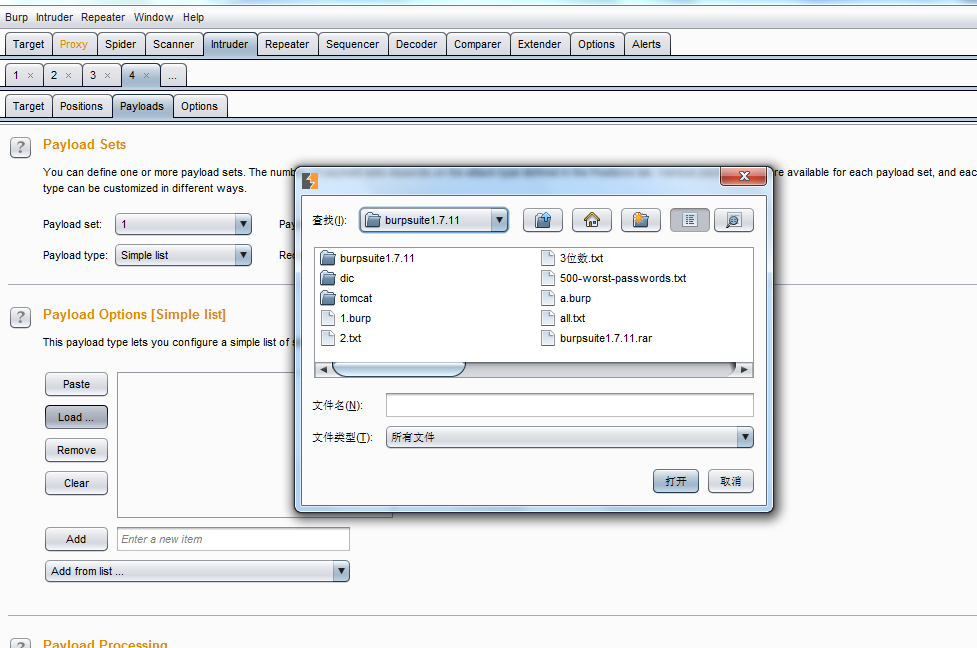 Burp Intruder Repeater Window Help
Target Proxy Spider Scanner Intruder Repeater Sequencer Decoder Comparer Extender Options Alerts
1 × 2 × 3 × 4 × ...
Target Positions Payloads Options
? Payload Sets
You can define one or more payload sets. The num
re available for each payload set, and eac
type can be customized in different ways.
Payload set: 1 Pay
Payload type: Simple list Rec
? Payload Options [Simple list]
This payload type lets you configure a simple list of s
Paste
Load ...
Remove
Clear
Add Enter a new item
Add from list ...
? Payload Processing
查找(I): burpsuite1.7.11
burpsuite1.7.11 3位数.txt
dic 500-worst-passwords.txt
tomcat a.burp
1.burp all.txt
2.txt burpsuite1.7.11.rar
文件名(N):
文件类型(T): 所有文件
打开 取消